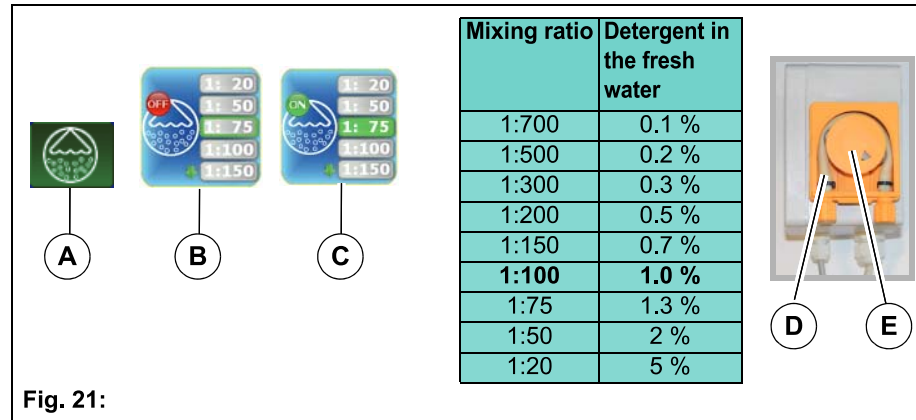 A
OFF
1: 20
1: 50
1: 75
1:100
1:150
B
ON
1: 20
1: 50
1: 75
1:100
1:150
C
Mixing ratio Detergent in
the fresh
water
1:700 0.1 %
1:500 0.2 %
1:300 0.3 %
1:200 0.5 %
1:150 0.7 %
1:100 1.0 %
1:75 1.3 %
1:50 2 %
1:20 5 %
D
E
Fig. 21: